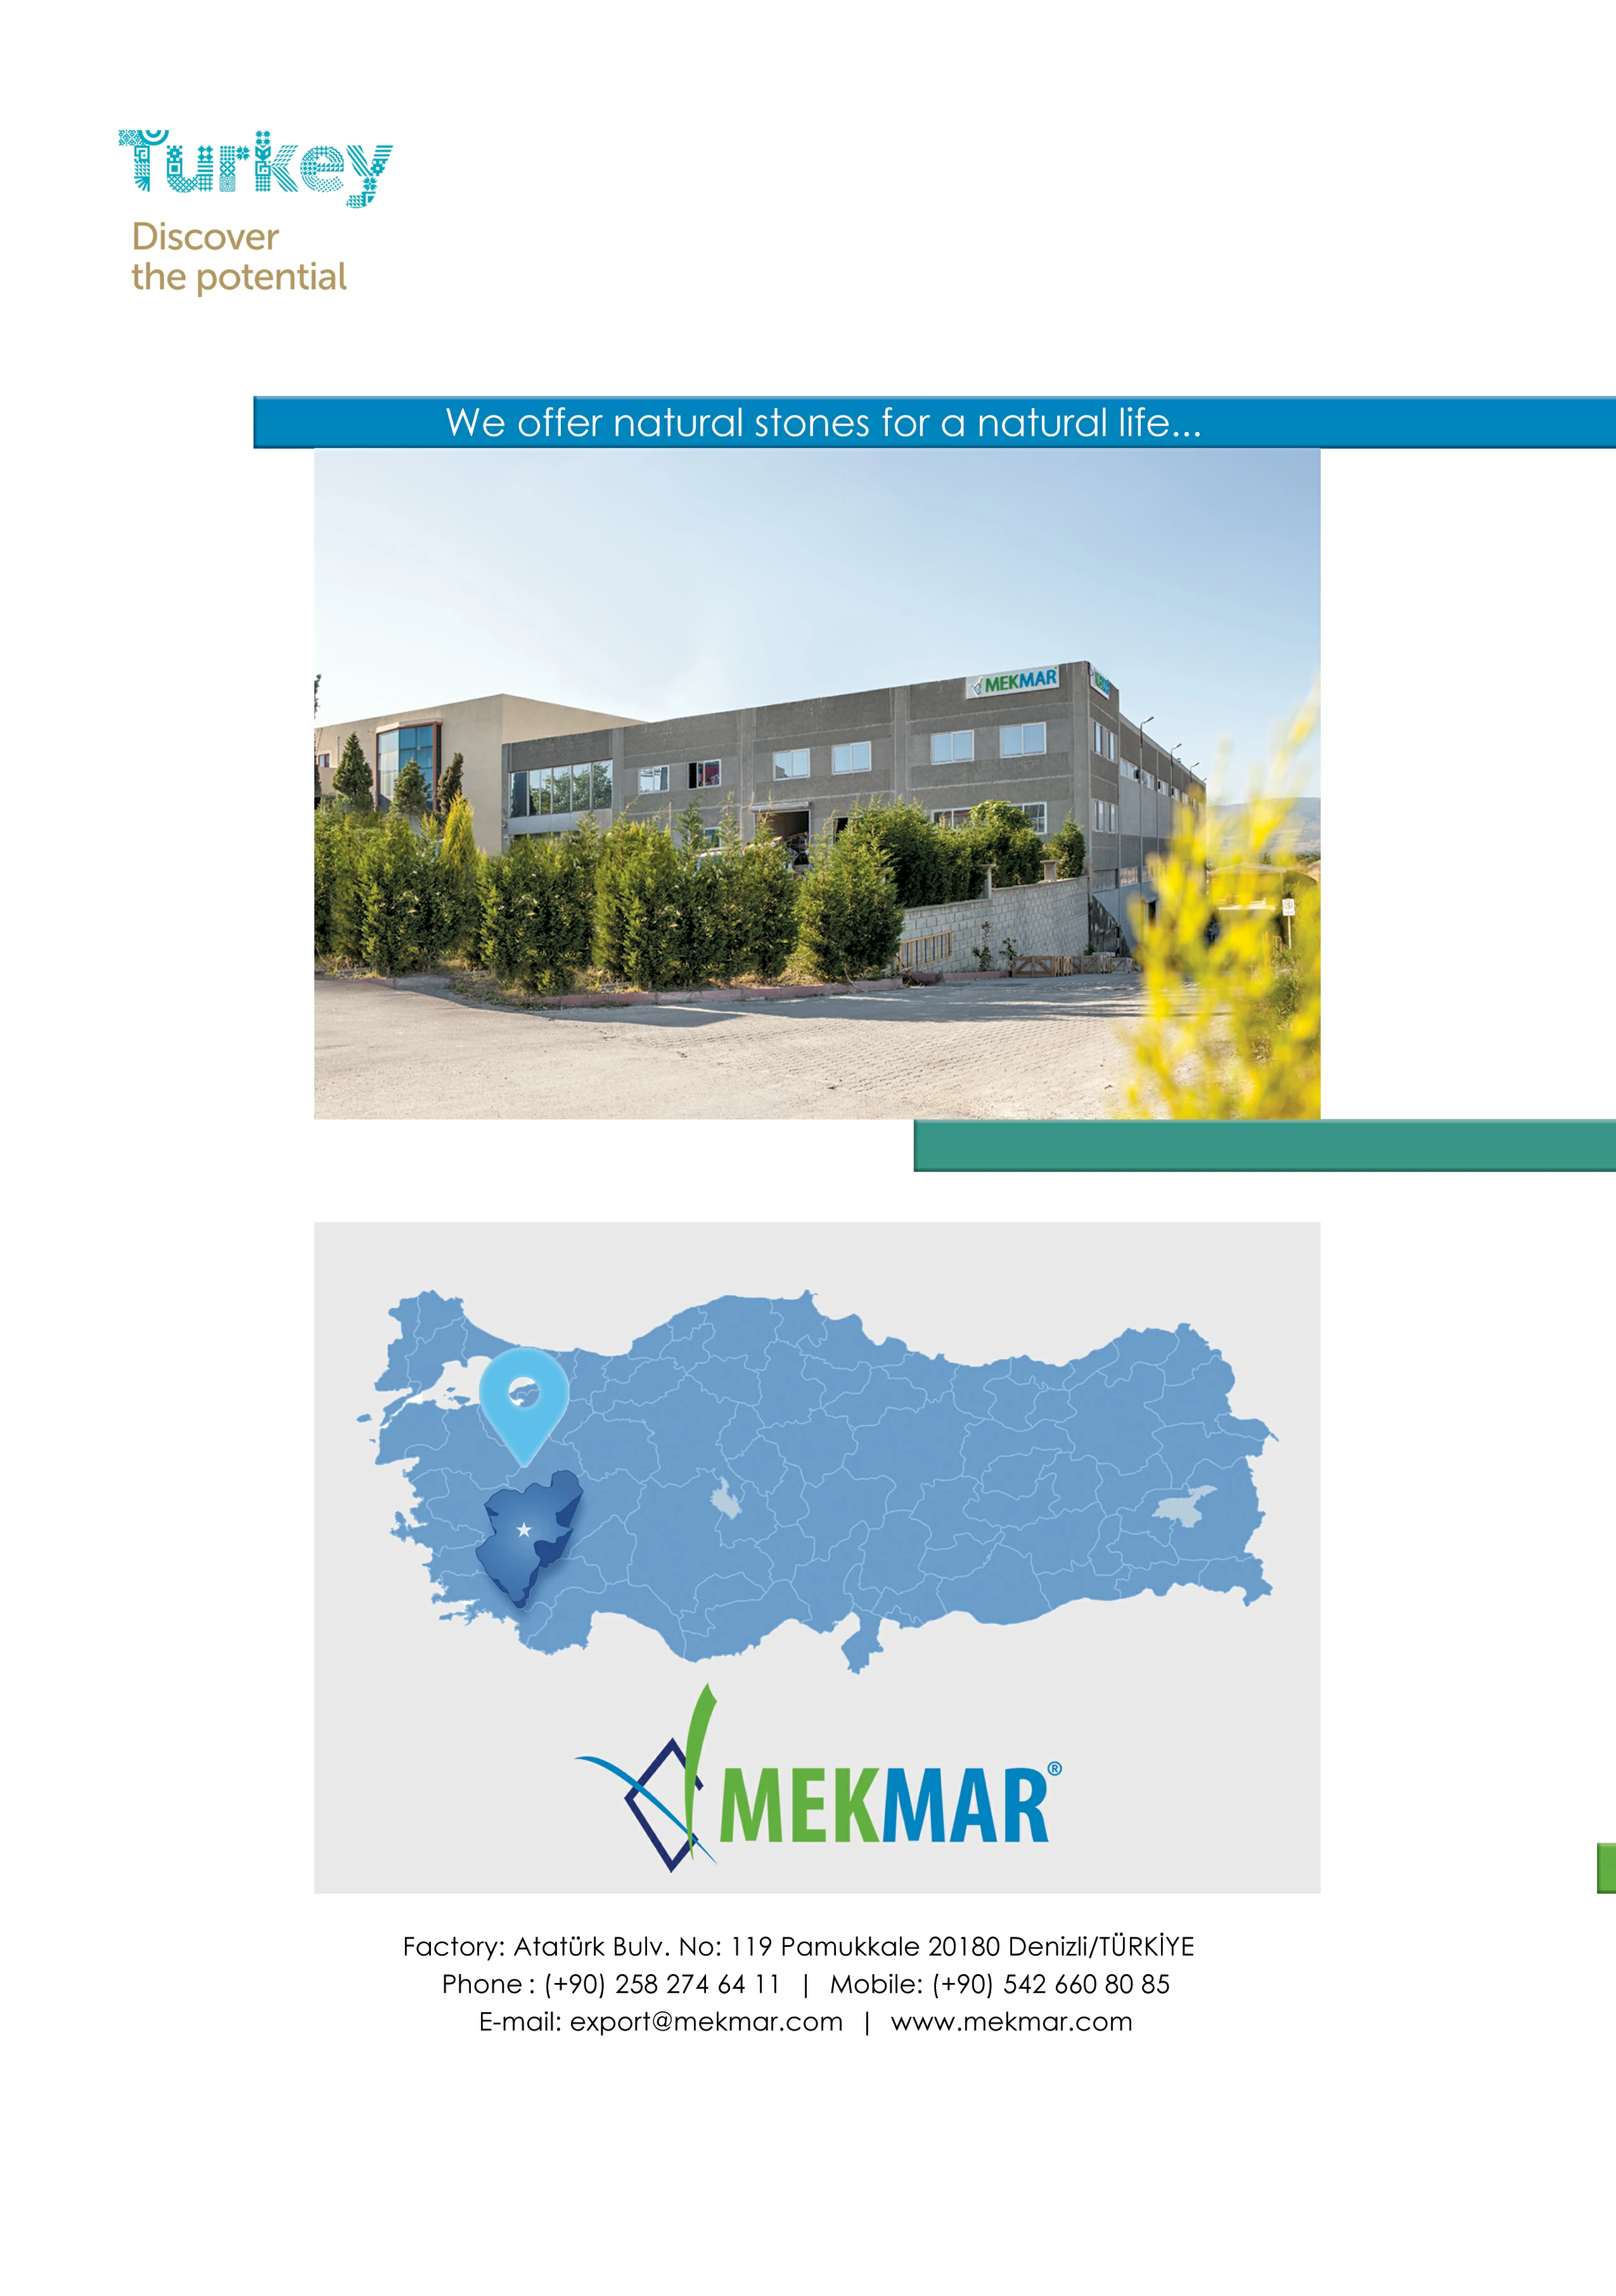 Turkey
Discover
the potential
We offer natural stones for a natural life...
MEKMAR
MEKMAR®
Factory: Atatürk Bulv. No: 119 Pamukkale 20180 Denizli/TÜRKİYE
Phone : (+90) 258 274 64 11 | Mobile: (+90) 542 660 80 85
E-mail: export@mekmar.com | www.mekmar.com